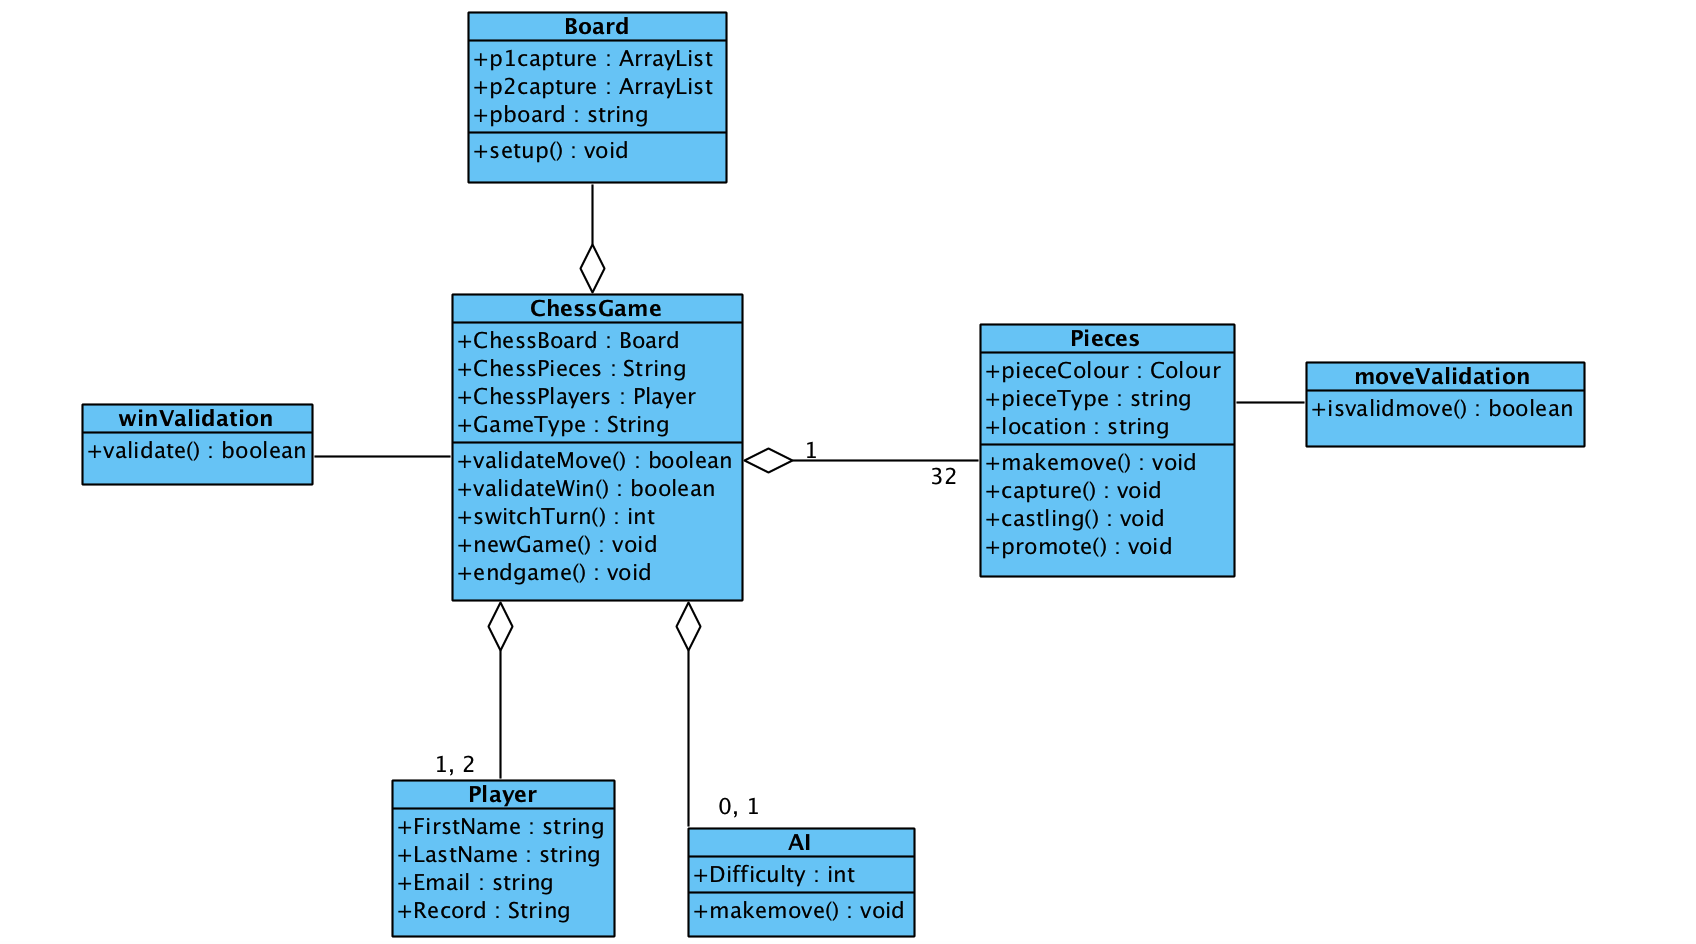 Board
+p1capture : ArrayList
+p2capture : ArrayList
+pboard : string
+setup() : void
ChessGame
+ChessBoard : Board
+ChessPieces : String
+ChessPlayers : Player
+GameType : String
+validateMove() : boolean
+validateWin() : boolean
+switchTurn() : int
+newGame() : void
+endgame() : void
winValidation
+validate() : boolean
1
32
Pieces
+pieceColour : Colour
+pieceType : string
+location : string
+makemove() : void
+capture() : void
+castling() : void
+promote() : void
moveValidation
+isvalidmove() : boolean
1, 2
Player
+FirstName : string
+LastName : string
+Email : string
+Record : String
0, 1
AI
+Difficulty : int
+makemove() : void